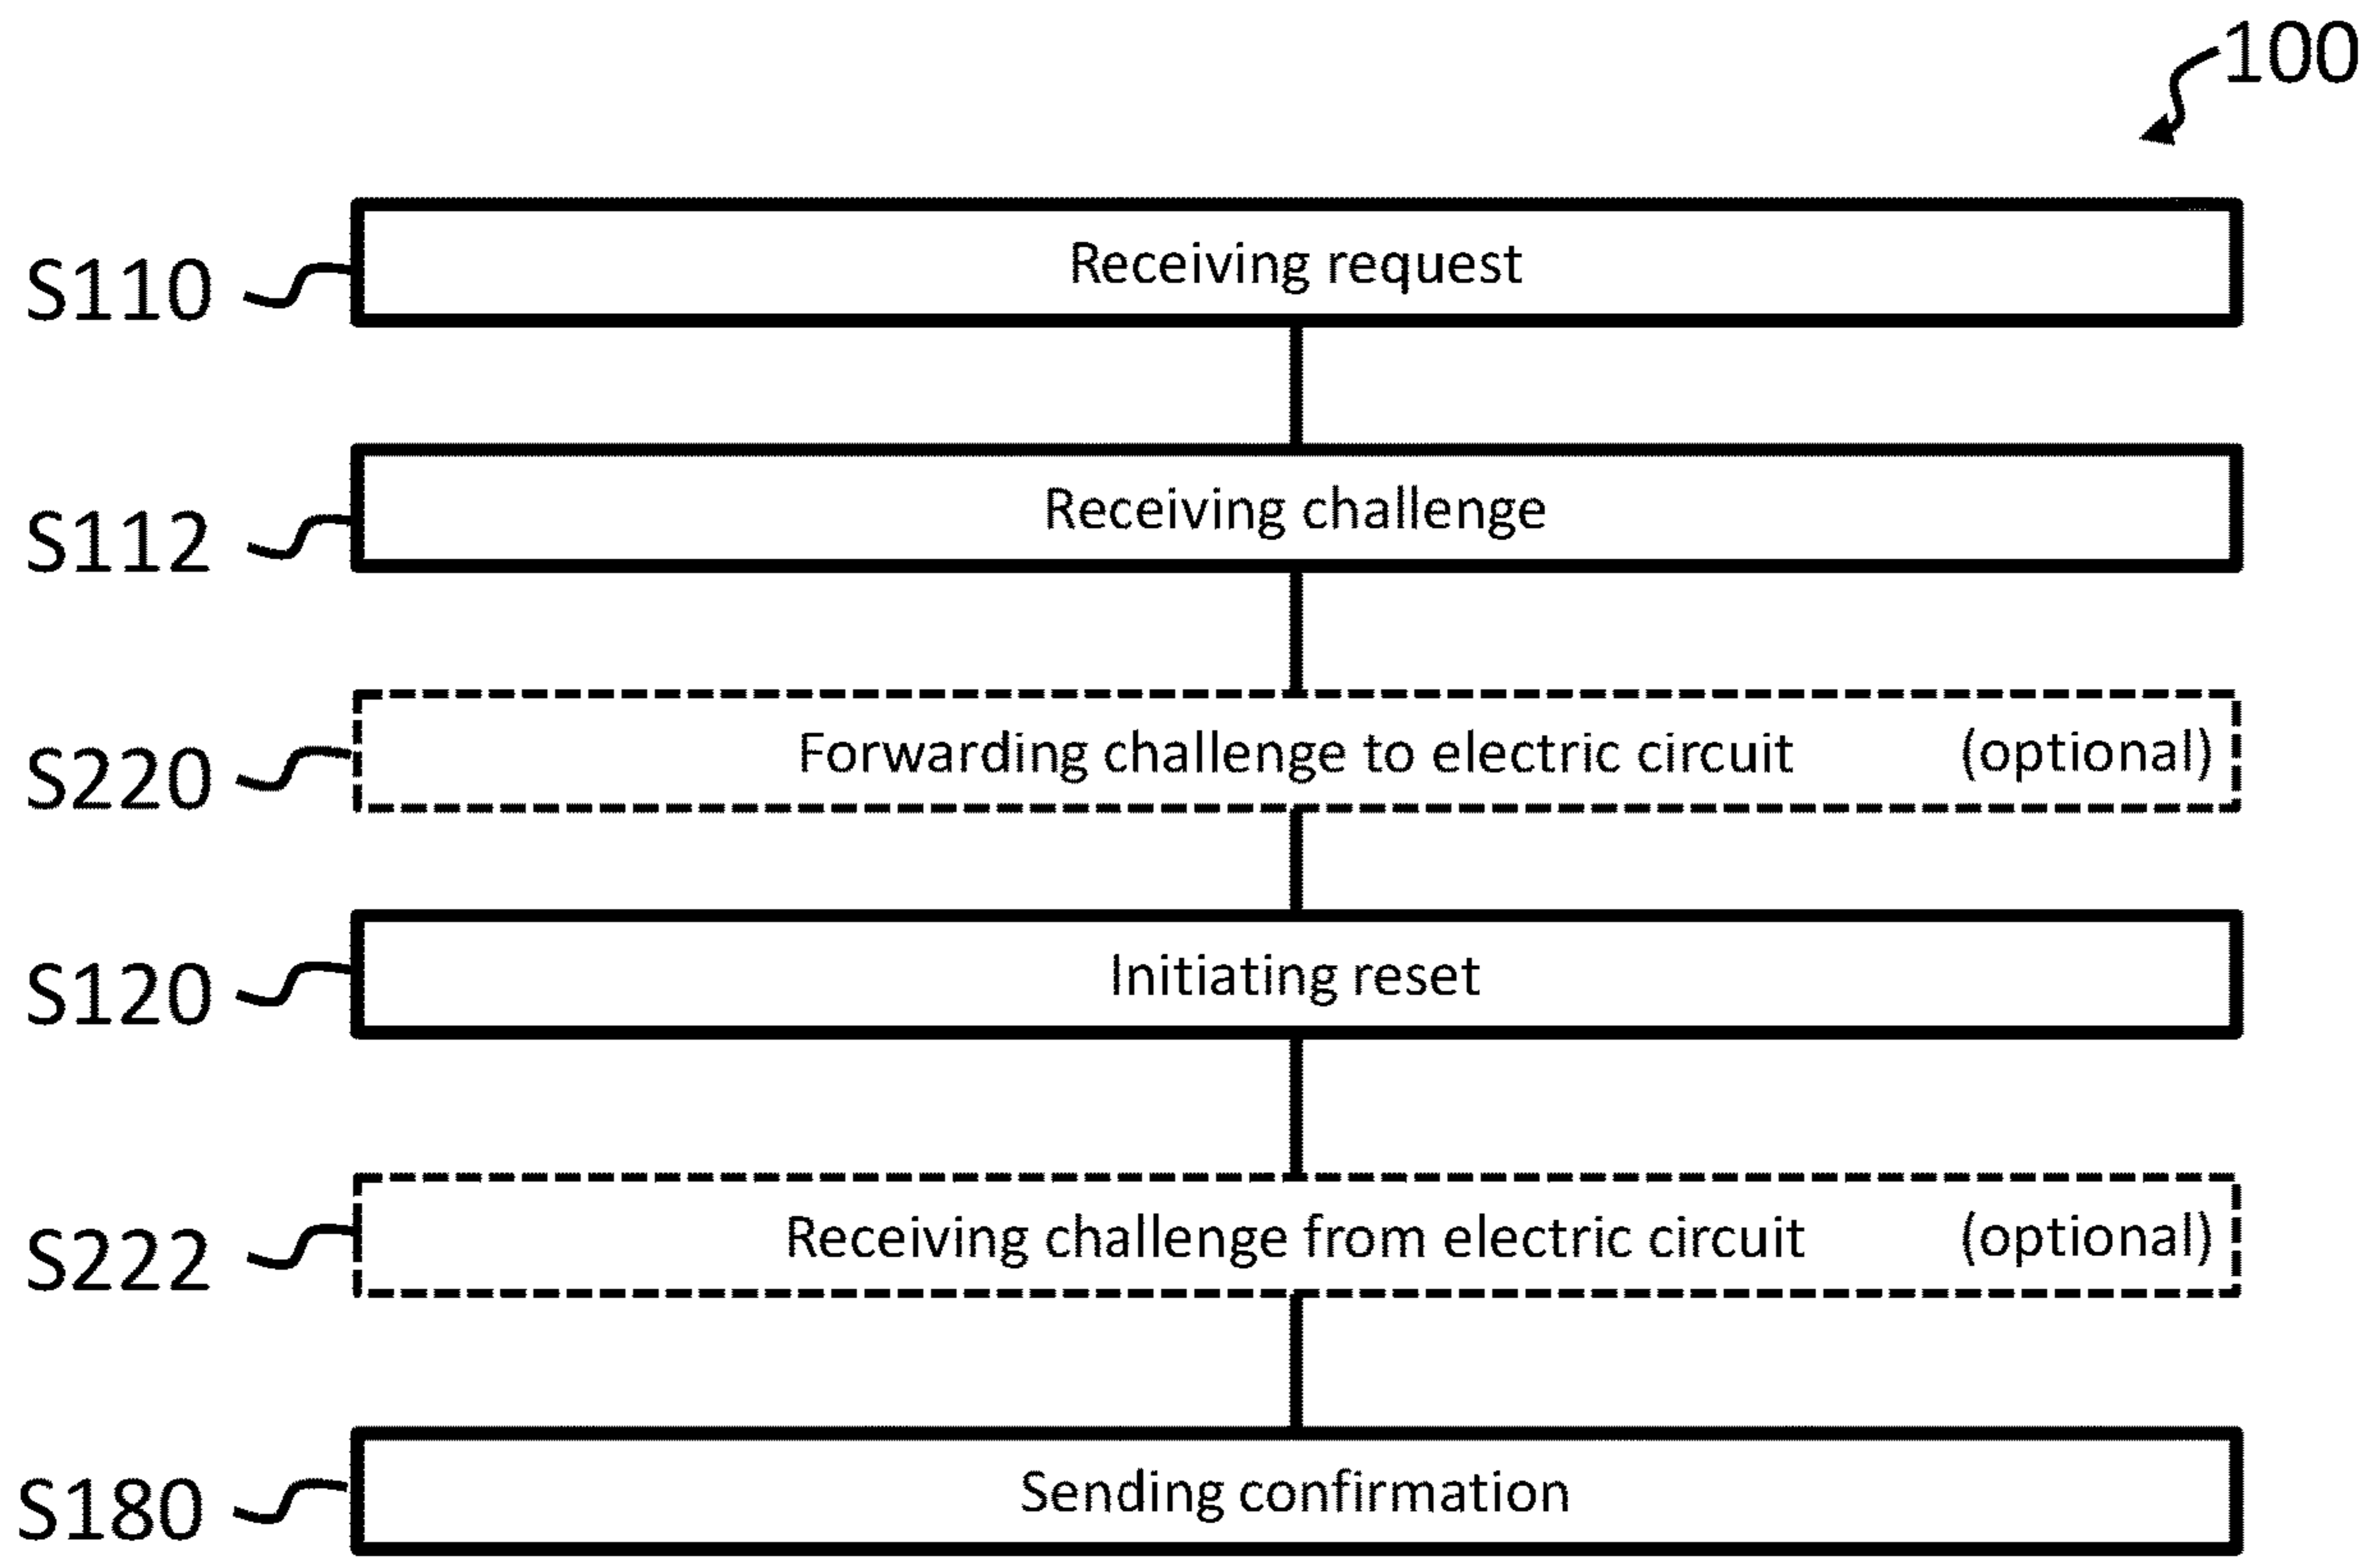 100
S110 Receiving request
S112 Receiving challenge
S220 Forwarding challenge to electric circuit (optional)
S120 Initiating reset
S222 Receiving challenge from electric circuit (optional)
S180 Sending confirmation